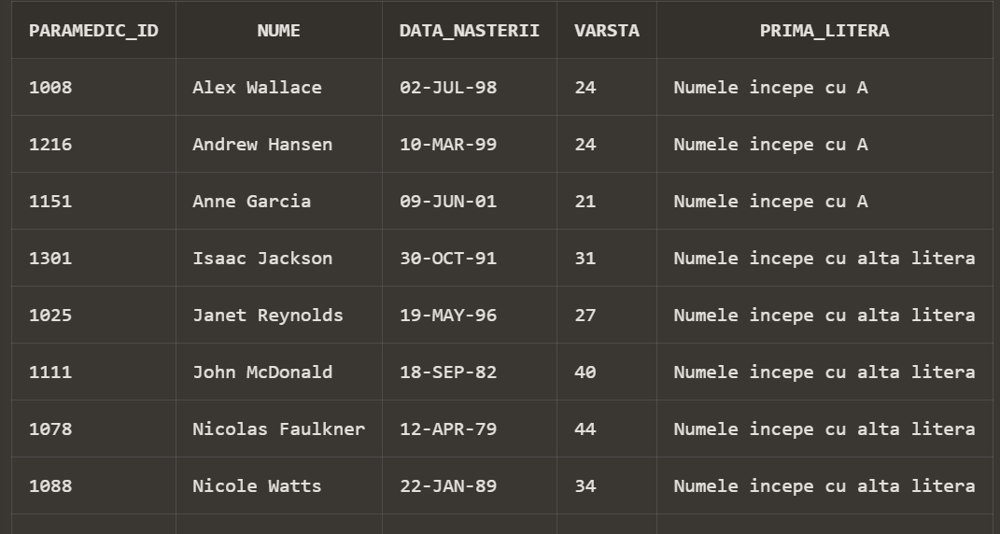 PARAMEDIC_ID NUME DATA_NASTERII VARSTA PRIMA_LITERA
1008 Alex Wallace 02-JUL-98 24 Numele incepe cu A
1216 Andrew Hansen 10-MAR-99 24 Numele incepe cu A
1151 Anne Garcia 09-JUN-01 21 Numele incepe cu A
1301 Isaac Jackson 30-OCT-91 31 Numele incepe cu alta litera
1025 Janet Reynolds 19-MAY-96 27 Numele incepe cu alta litera
1111 John McDonald 18-SEP-82 40 Numele incepe cu alta litera
1078 Nicolas Faulkner 12-APR-79 44 Numele incepe cu alta litera
1088 Nicole Watts 22-JAN-89 34 Numele incepe cu alta litera